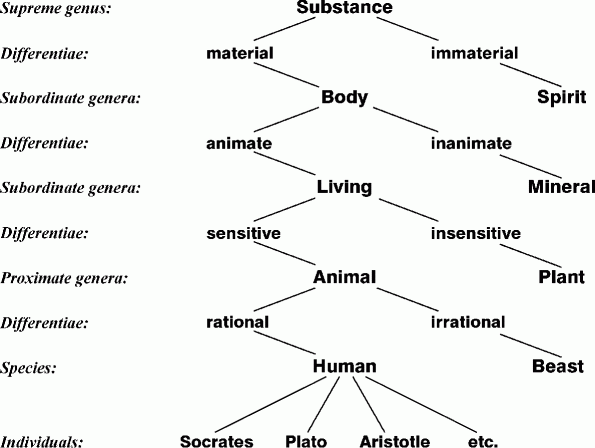 Supreme genus: Substance
Differentiae: material immaterial
Subordinate genera: Body Spirit
Differentiae: animate inanimate
Subordinate genera: Living Mineral
Differentiae: sensitive insensitive
Proximate genera: Animal Plant
Differentiae: rational irrational
Species: Human Beast
Individuals: Socrates Plato Aristotle etc.